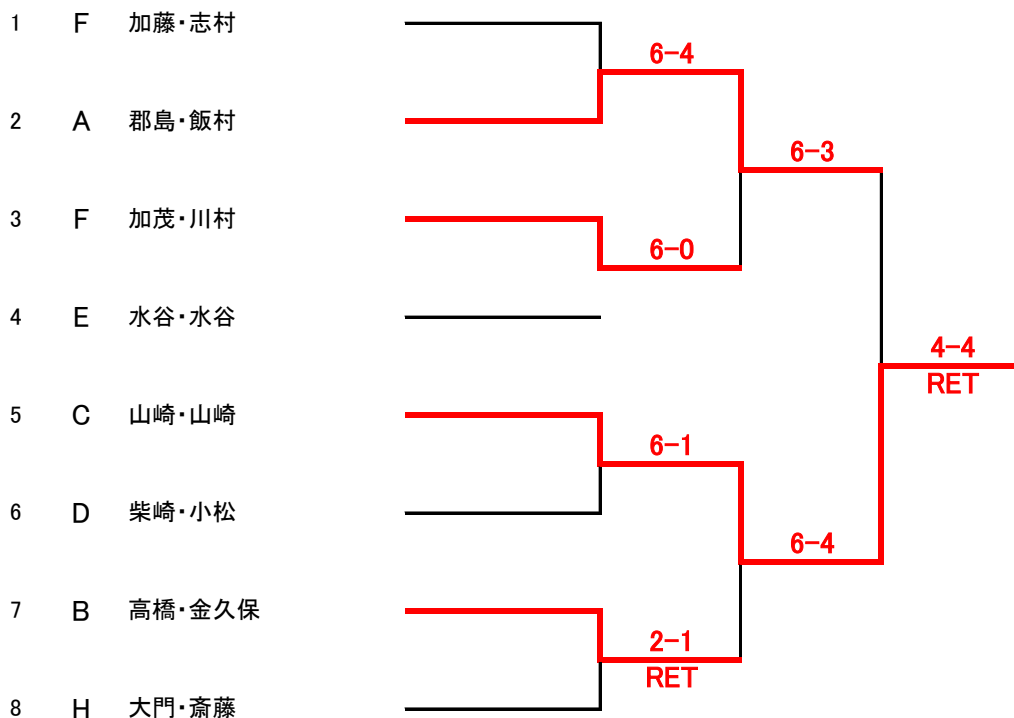 1 F 加藤・志村
6-4
2 A 郡島・飯村
6-3
3 F 加茂・川村
6-0
4 E 水谷・水谷
4-4
RET
5 C 山崎・山崎
6-1
6 D 柴崎・小松
6-4
7 B 高橋・金久保
2-1
RET
8 H 大門・斎藤